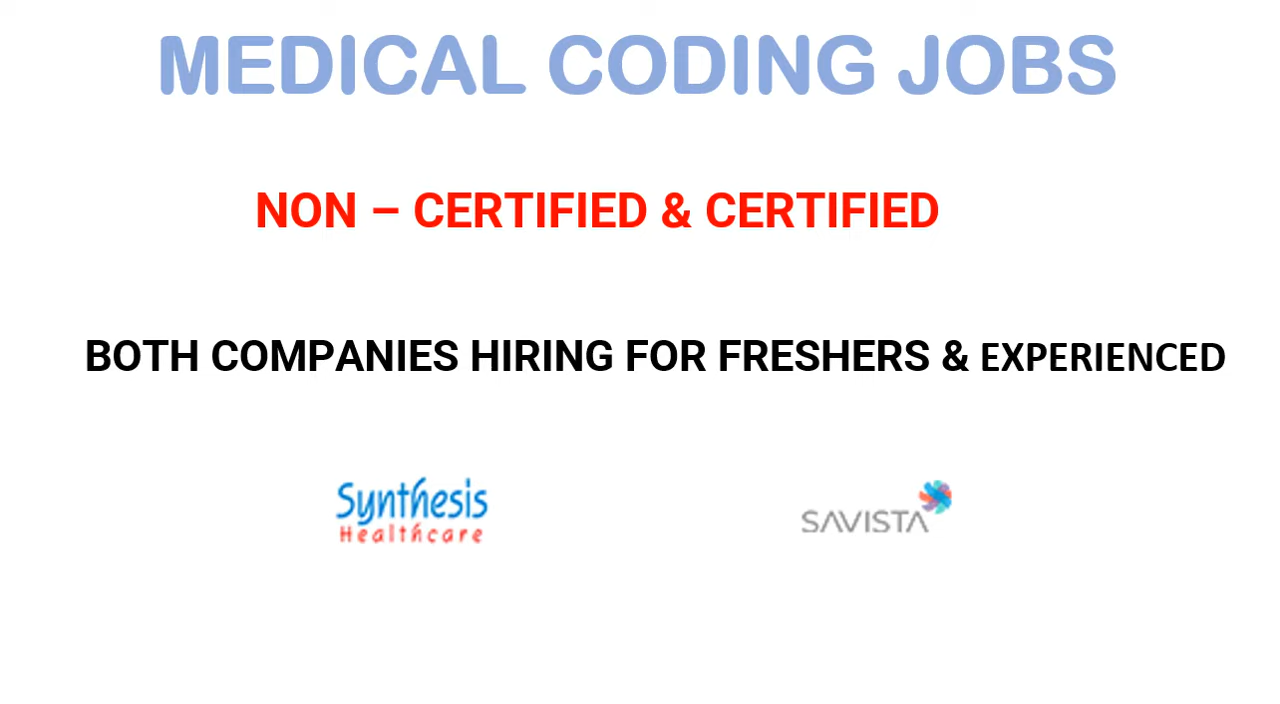 MEDICAL CODING JOBS
NON – CERTIFIED & CERTIFIED
BOTH COMPANIES HIRING FOR FRESHERS & EXPERIENCED
Synthesis
Healthcare
SAVISTA